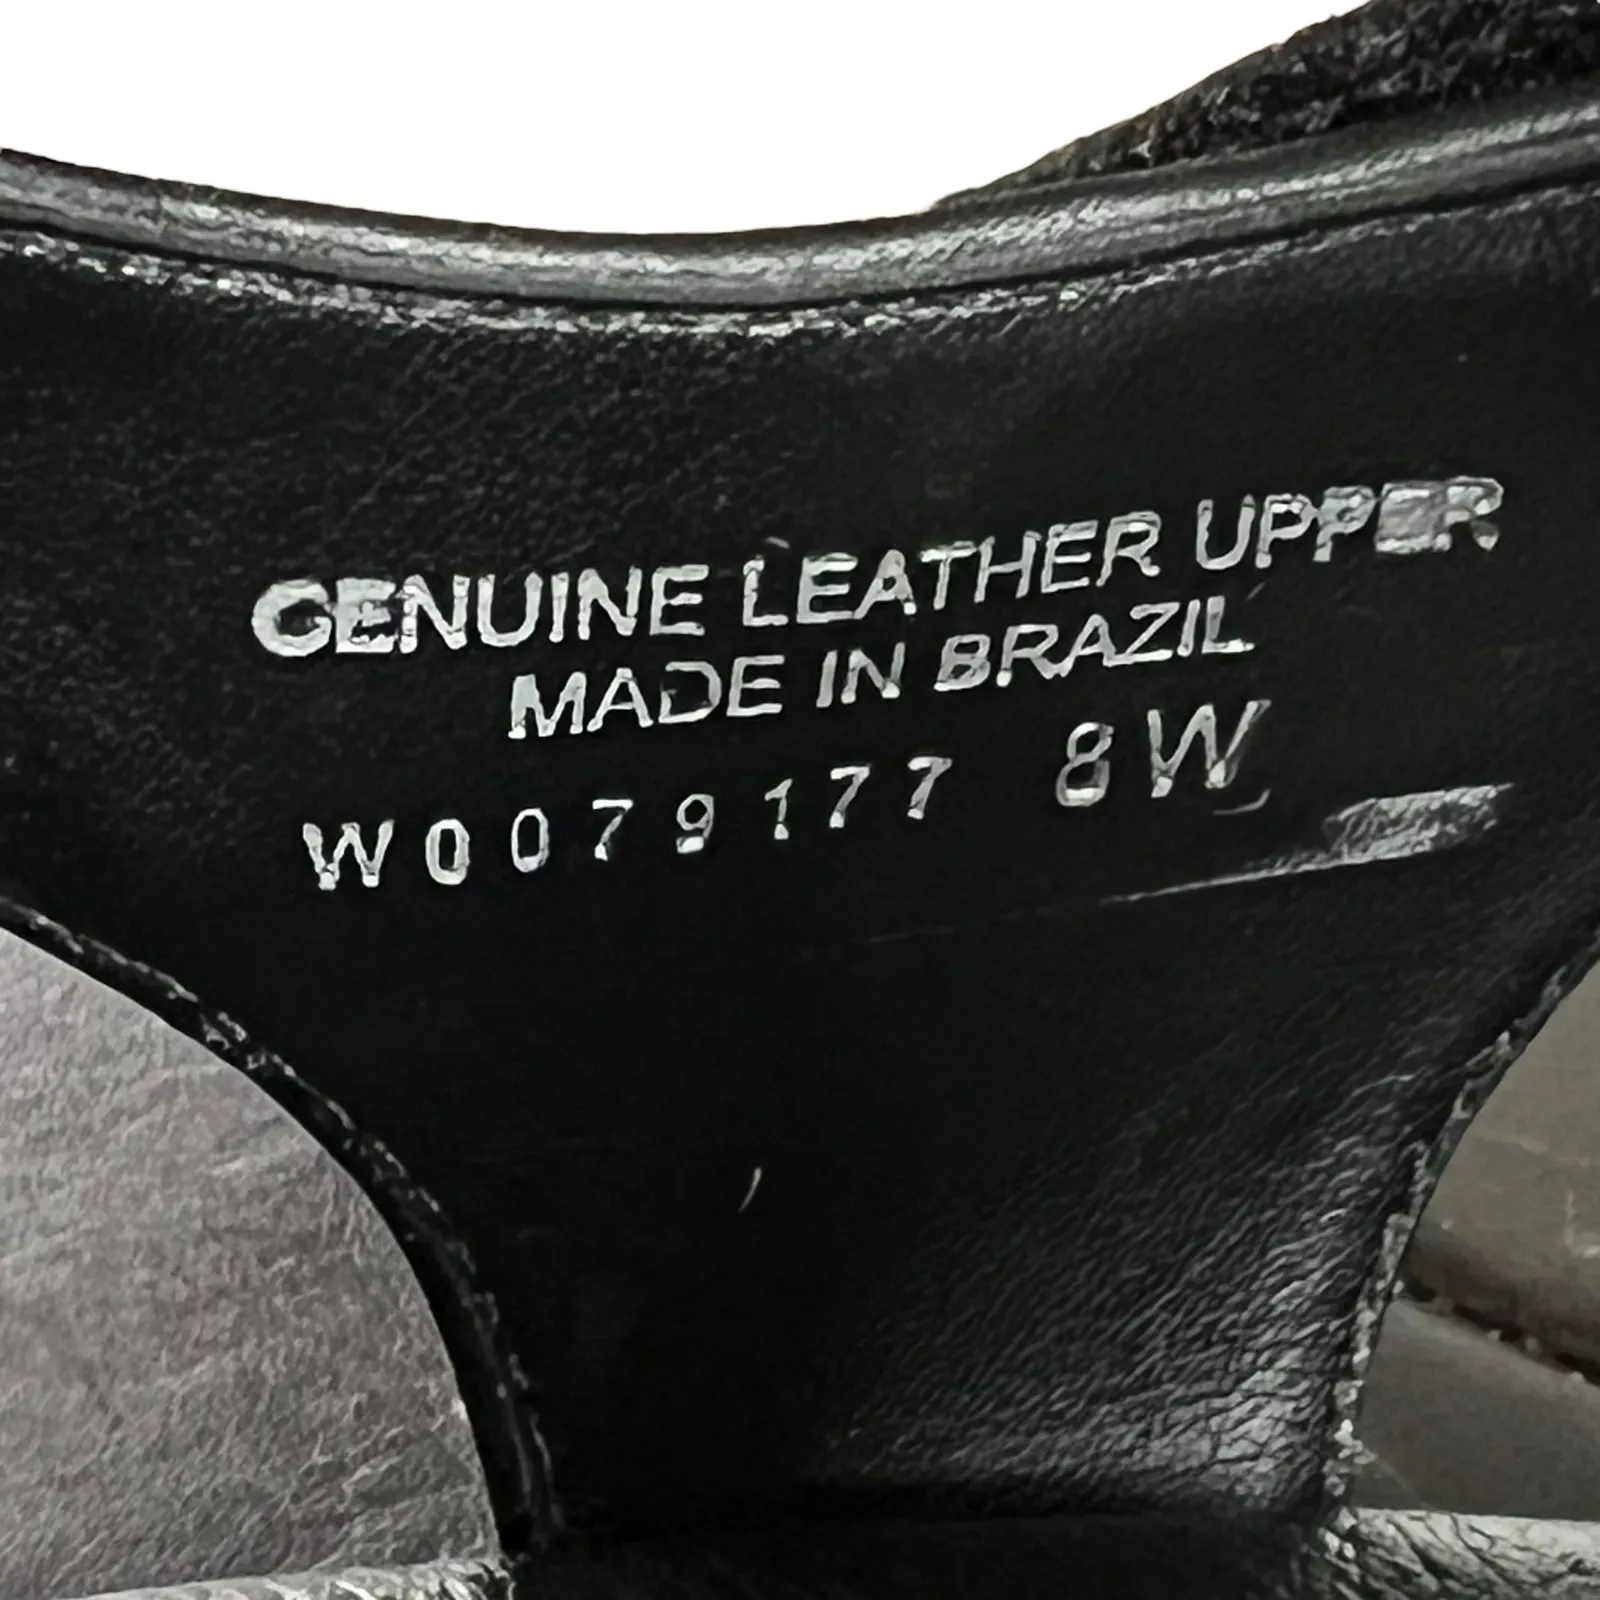 GENUINE LEATHER UPPER
MADE IN BRAZIL
W0079177 8W